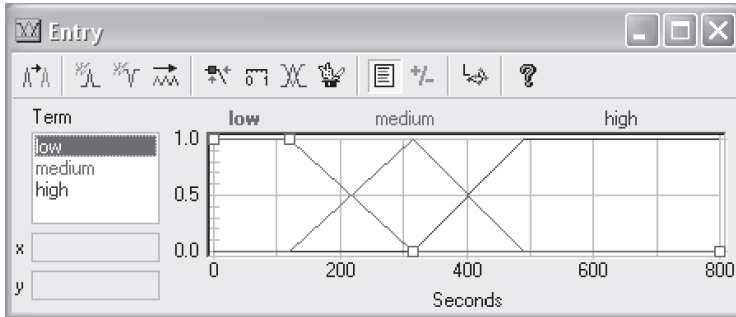 Entry
Term
low
medium
high
x
y
low medium high
1.0
0.5
0.0
0 200 400 600 800
Seconds